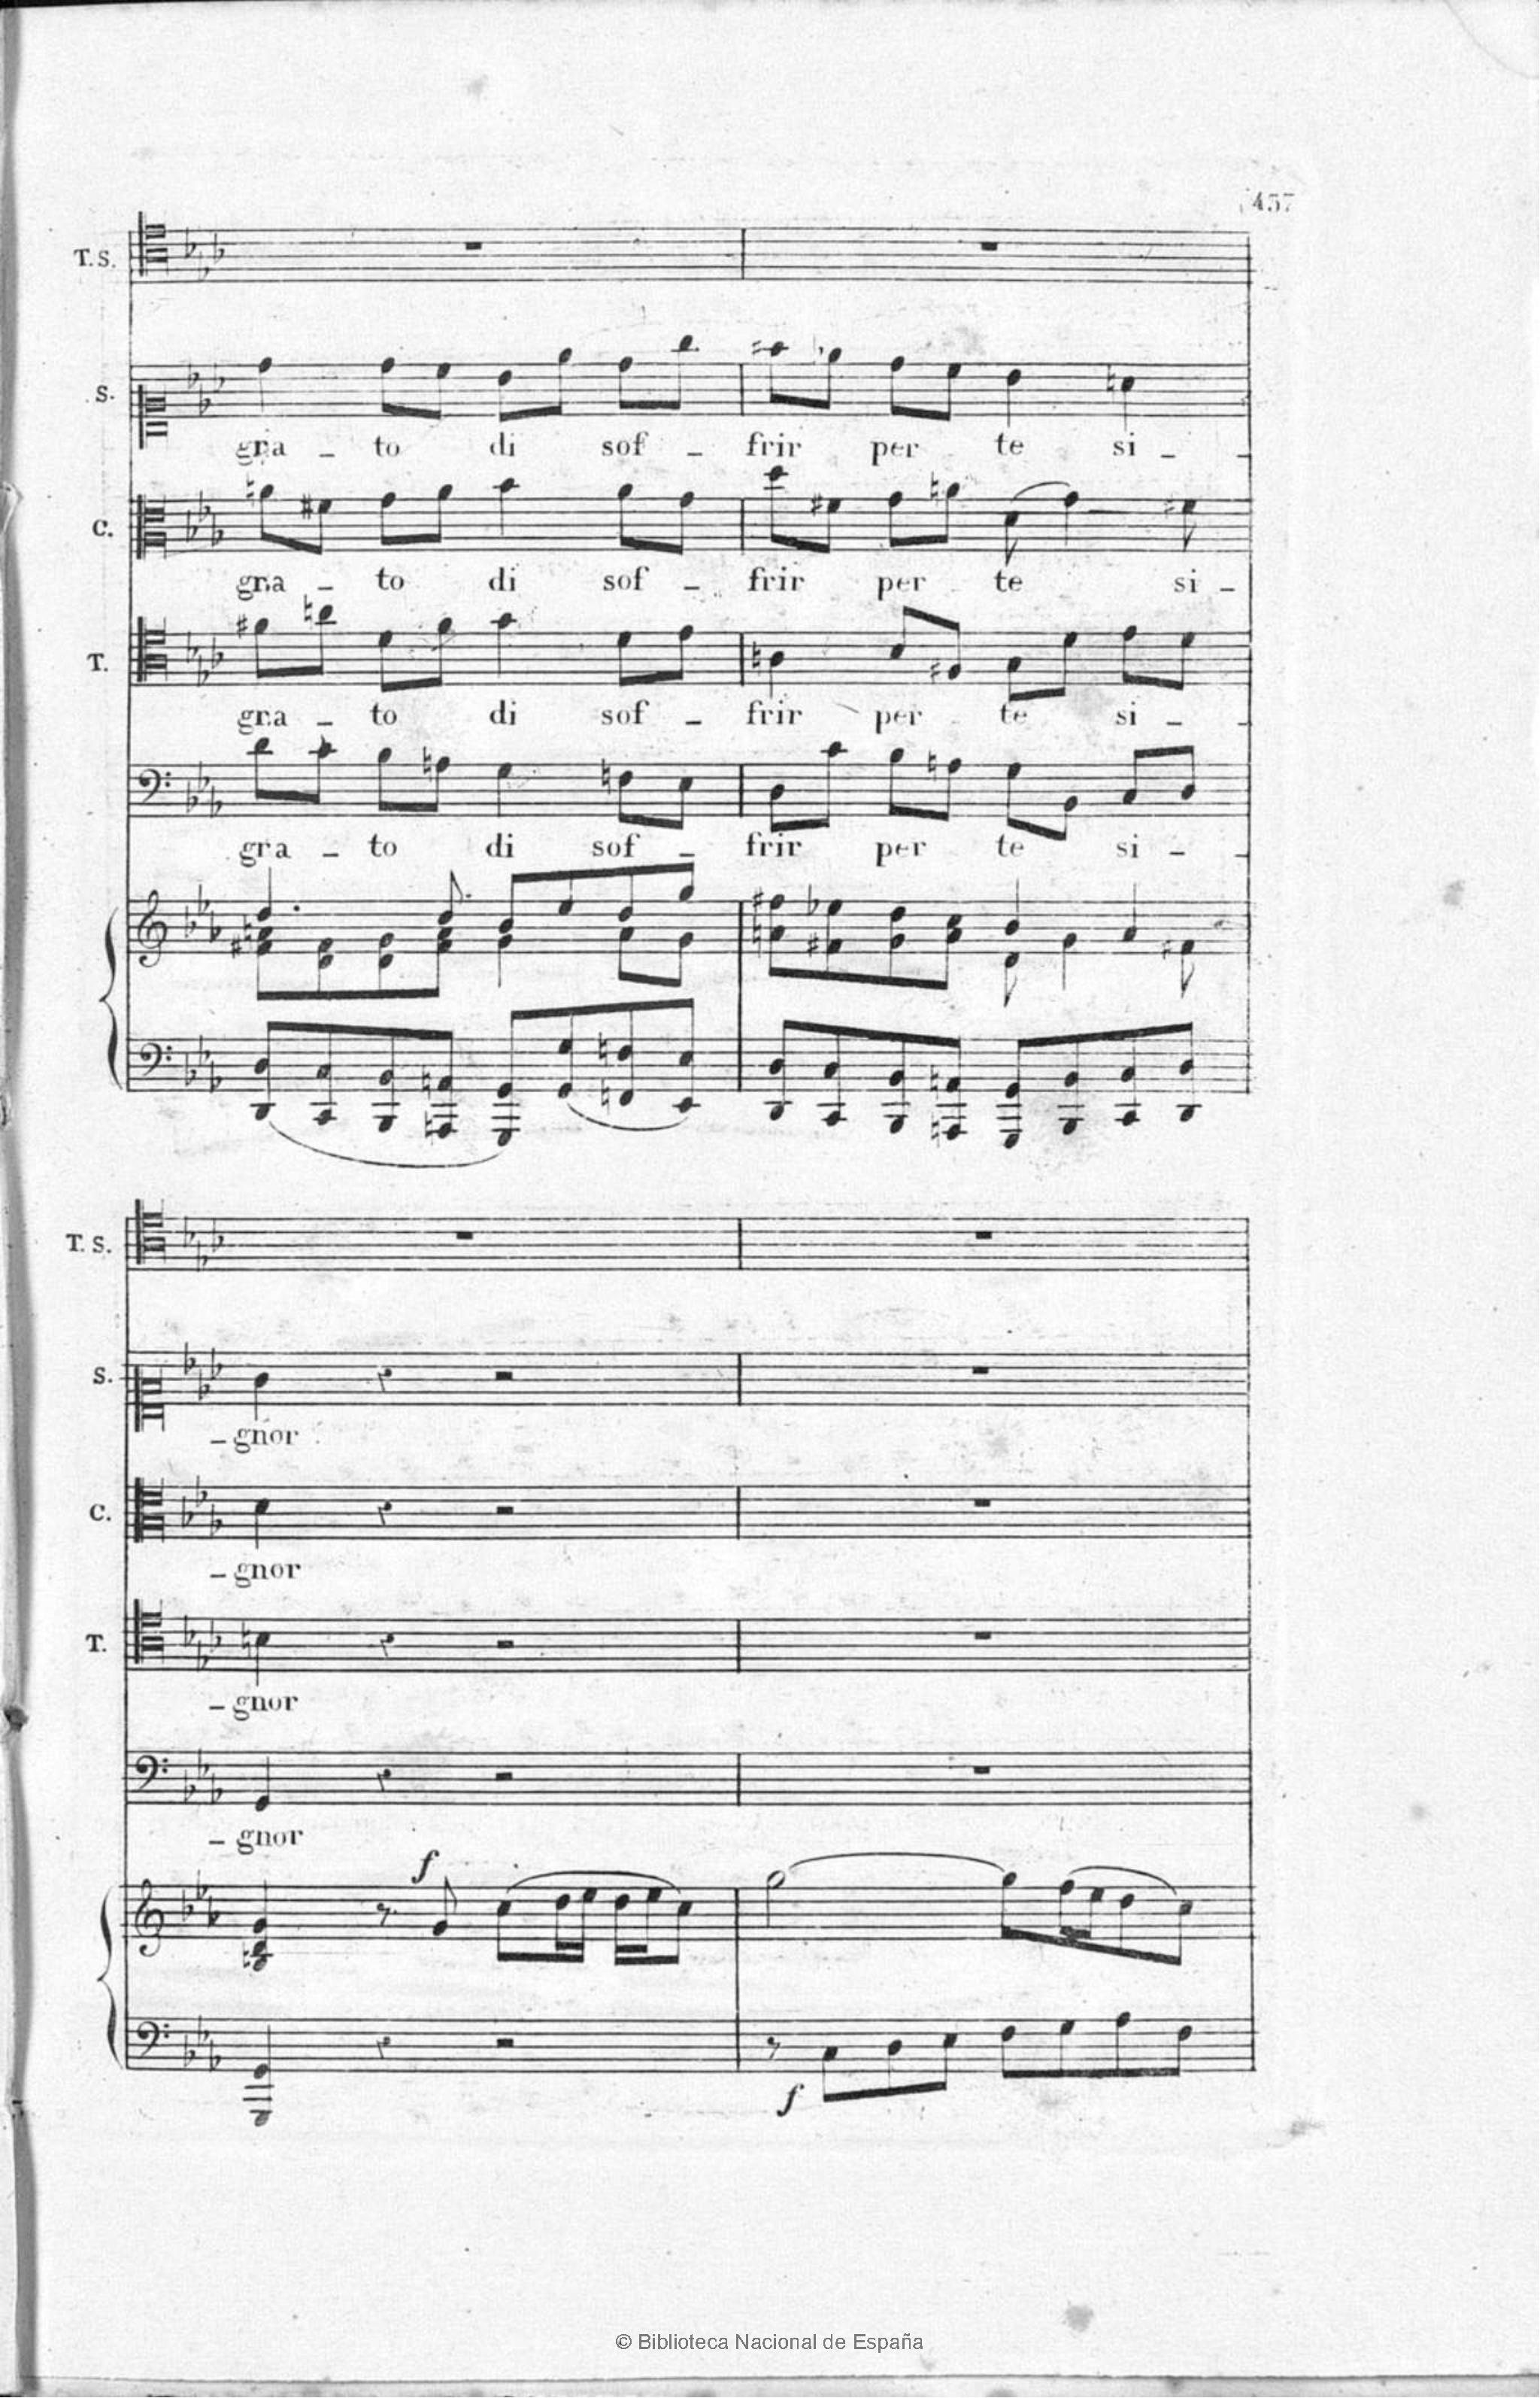 457
T.S.
S.
gra - to di sof - frir per te si -
C.
gra - to di sof - frir per te si -
T.
gra - to di sof - frir per te si -
gra - to di sof - frir per te si -
T. S.
S.
- gnor
C.
- gnor
T.
- gnor
- gnor
f
f
© Biblioteca Nacional de España